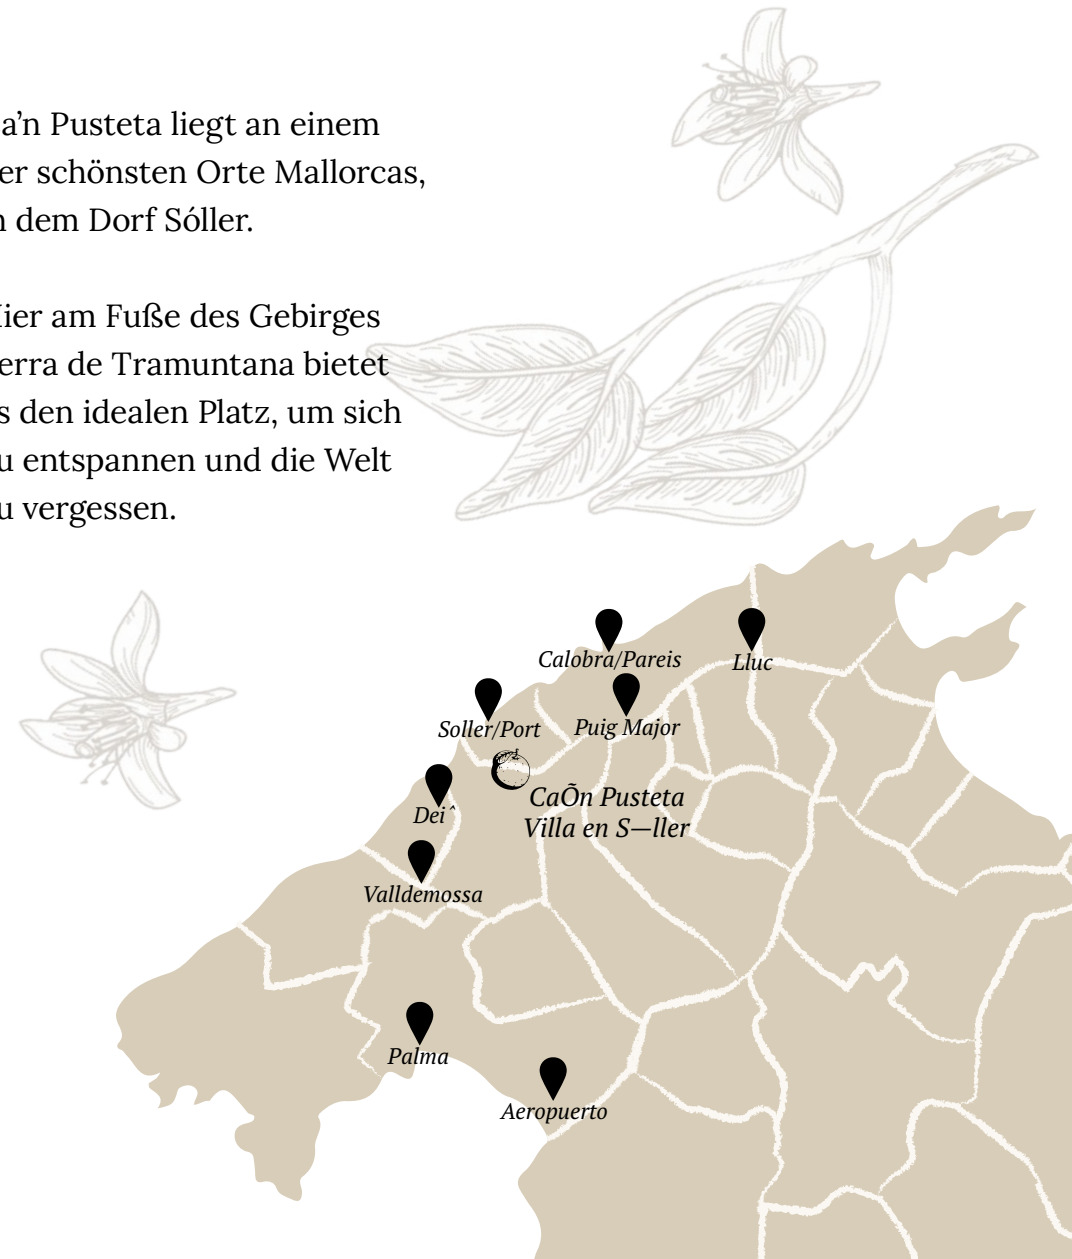 a’n Pusteta liegt an einem
er schönsten Orte Mallorcas,
n dem Dorf Sóller.
ier am Fuße des Gebirges
erra de Tramuntana bietet
s den idealen Platz, um sich
u entspannen und die Welt
u vergessen.
Calobra/Pareis
Lluc
Soller/Port
Puig Major
CaÕn Pusteta
Villa en S—ller
Deiˆ
Valldemossa
Palma
Aeropuerto